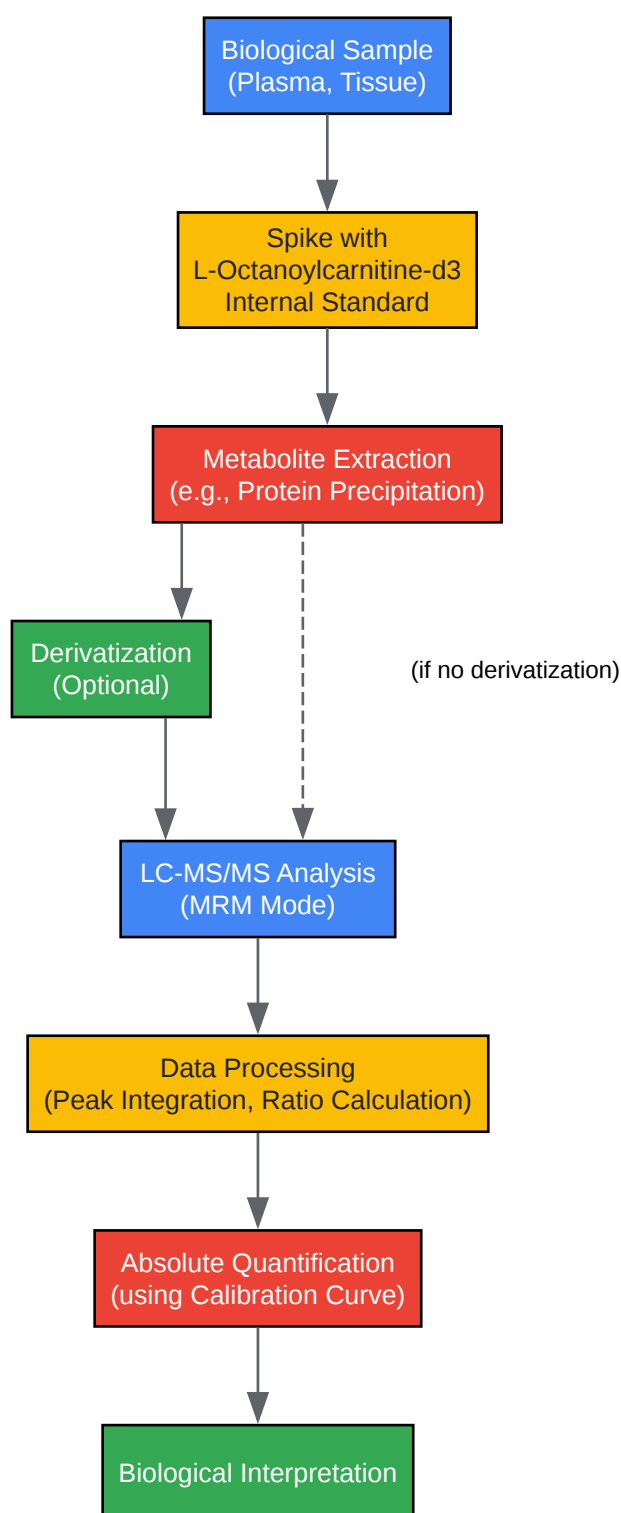 Biological Sample
(Plasma, Tissue)
Spike with
L-Octanoylcarnitine-d3
Internal Standard
Metabolite Extraction
(e.g., Protein Precipitation)
Derivatization
(Optional)
(if no derivatization)
LC-MS/MS Analysis
(MRM Mode)
Data Processing
(Peak Integration, Ratio Calculation)
Absolute Quantification
(using Calibration Curve)
Biological Interpretation